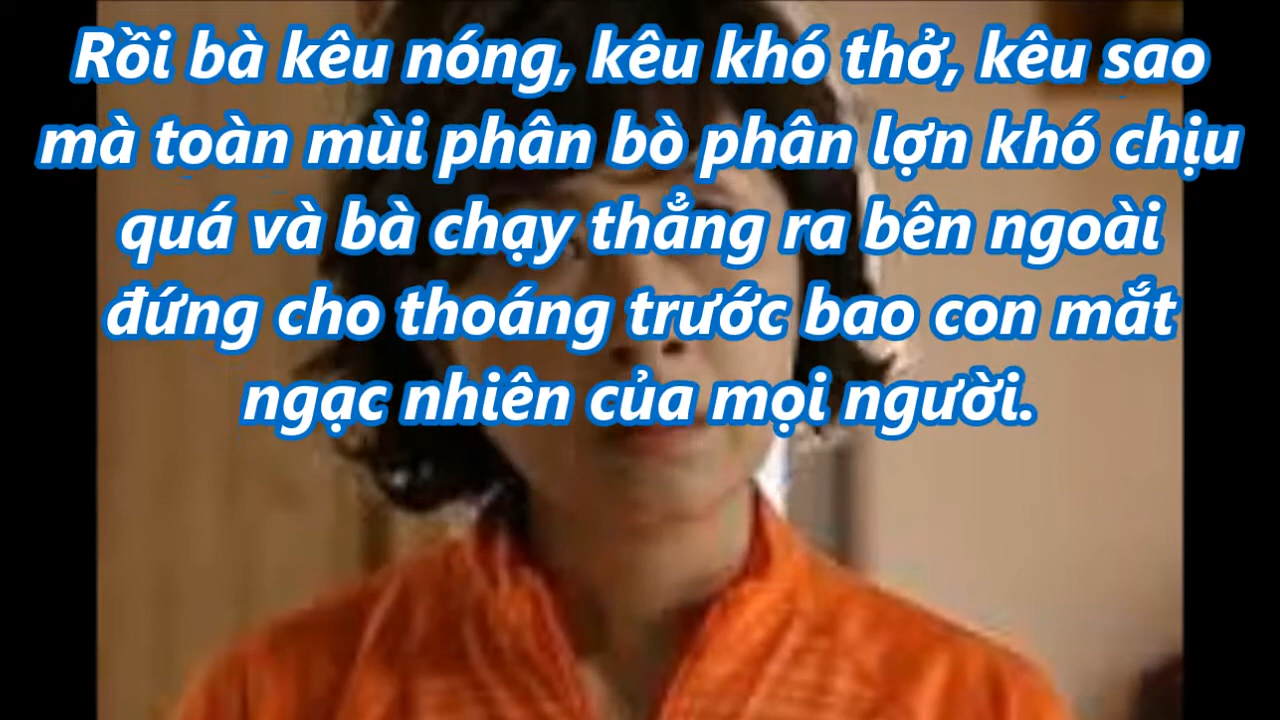 Rồi bà kêu nóng, kêu khó thở, kêu sao
mà toàn mùi phân bò phân lợn khó chịu
quá và bà chạy thẳng ra bên ngoài
đứng cho thoáng trước bao con mắt
ngạc nhiên của mọi người.